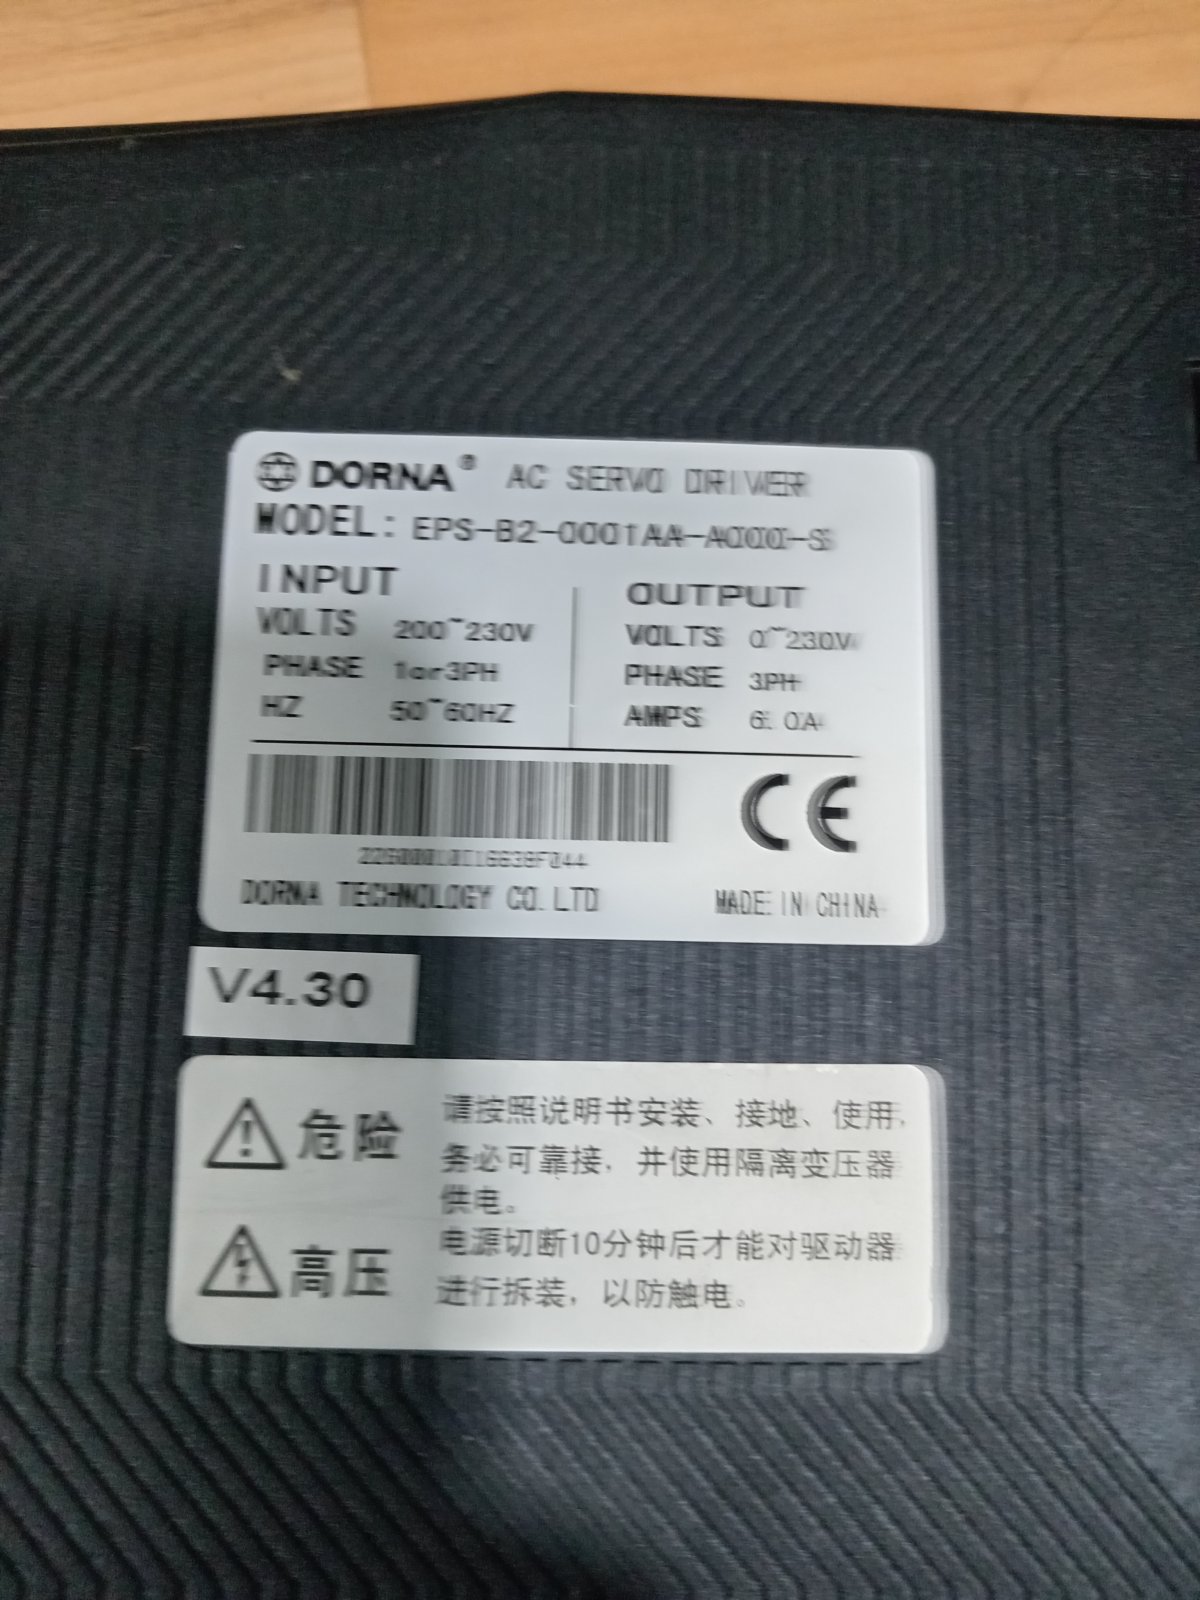 DORNA® AC SERVO DRIVER
MODEL: EPS-B2-0001AA-A000-S
INPUT
VOLTS 200~230V
PHASE 1or3PH
HZ 50~60HZ
OUTPUT
VOLTS 0~230V
PHASE 3PH
AMPS 6.0A
CE
DORNA TECHNOLOGY CO.LTD
MADE IN CHINA
V4.30
危险
请按照说明书安装、接地、使用,
务必可靠接,并使用隔离变压器
供电。
高压
电源切断10分钟后才能对驱动器
进行拆装,以防触电。